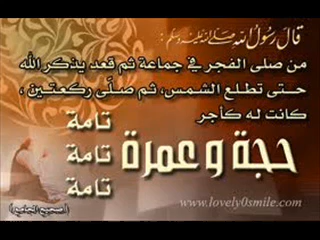 قال رسول الله صلى الله عليه وسلم :
من صلى الفجر في جماعة ثم قعد يذكر الله
حتى تطلع الشمس، ثم صلى ركعتين ،
كانت له كأجر
حجة وعمرة
تامة
تامة
تامة
(صحيح الجامع)
www.lovely0smile.com